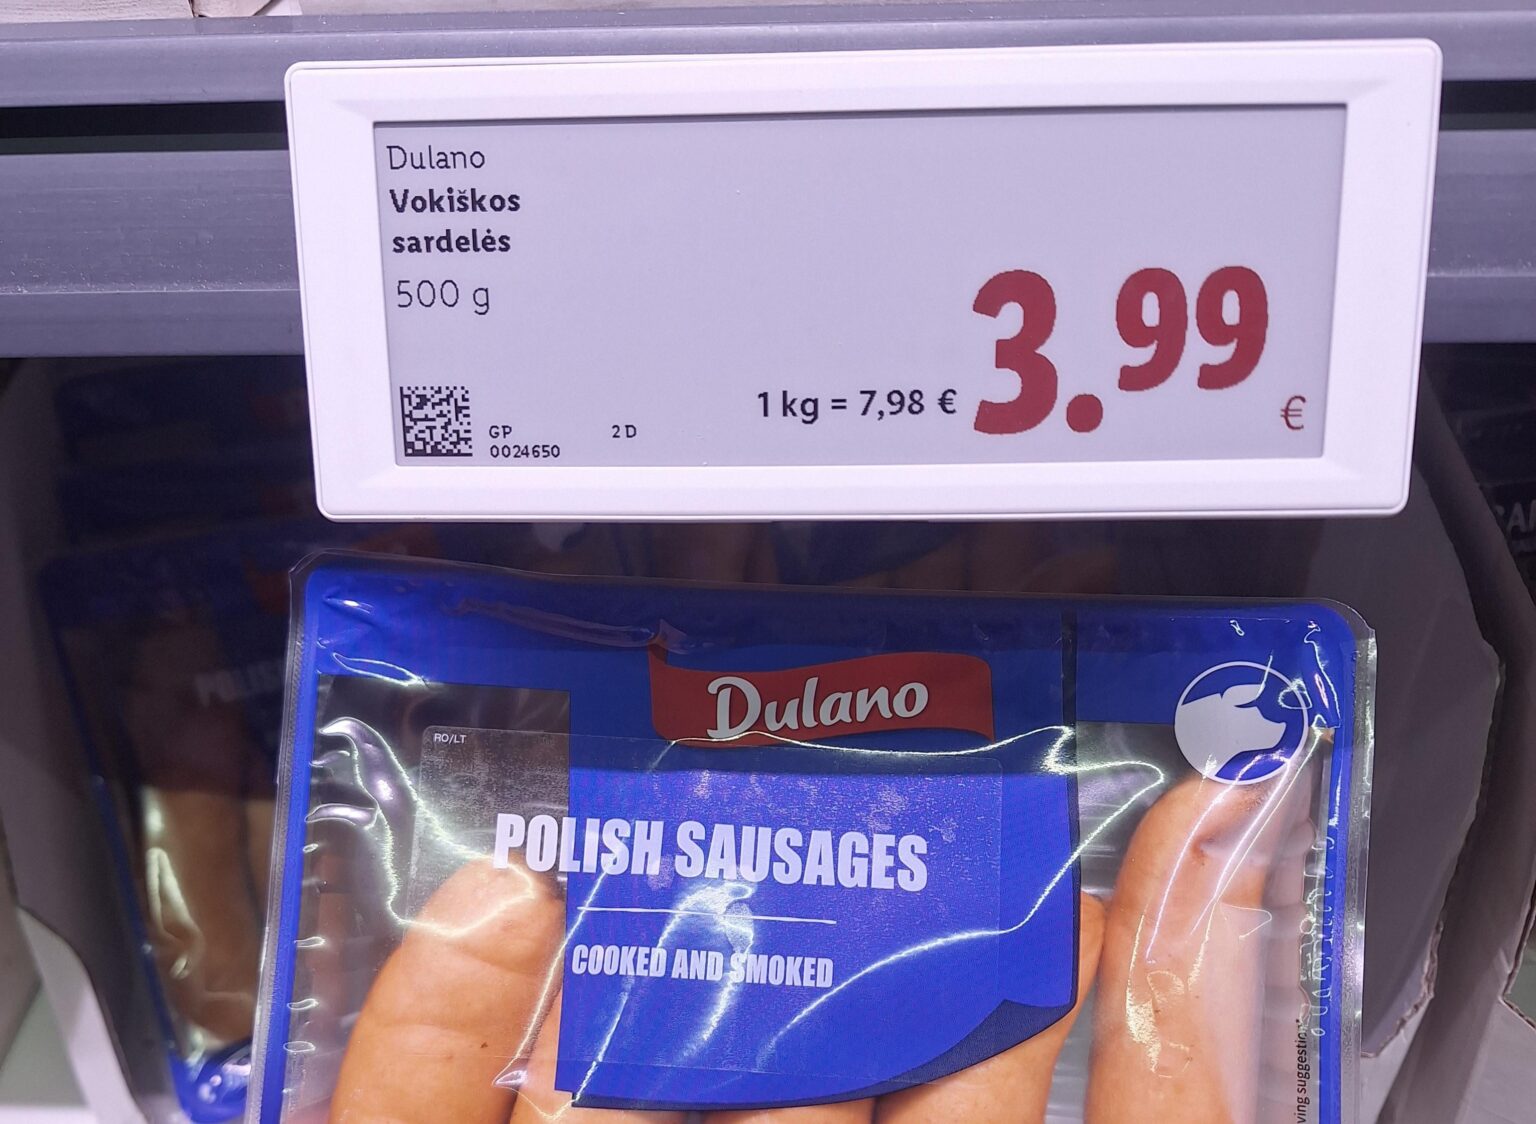 Dulano
Vokiškos
sardelės
500 g
1 kg = 7,98 €
3.99
€
GP
2D
0024650
Dulano
RO/LT
POLISH SAUSAGES
COOKED AND SMOKED